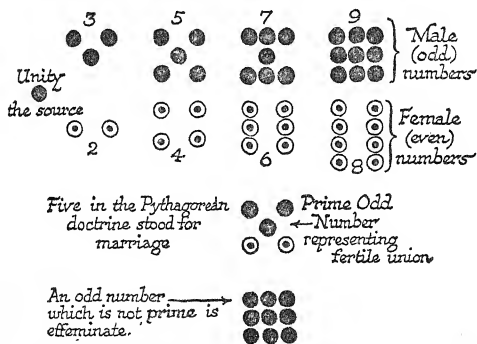 3 5 7 9
Male
(odd)
numbers
Unity
the source
2 4 6 8
Female
(even)
numbers
Five in the Pythagorean
doctrine stood for
marriage
Prime Odd
Number
representing
fertile union
An odd number
which is not prime is
effeminate.